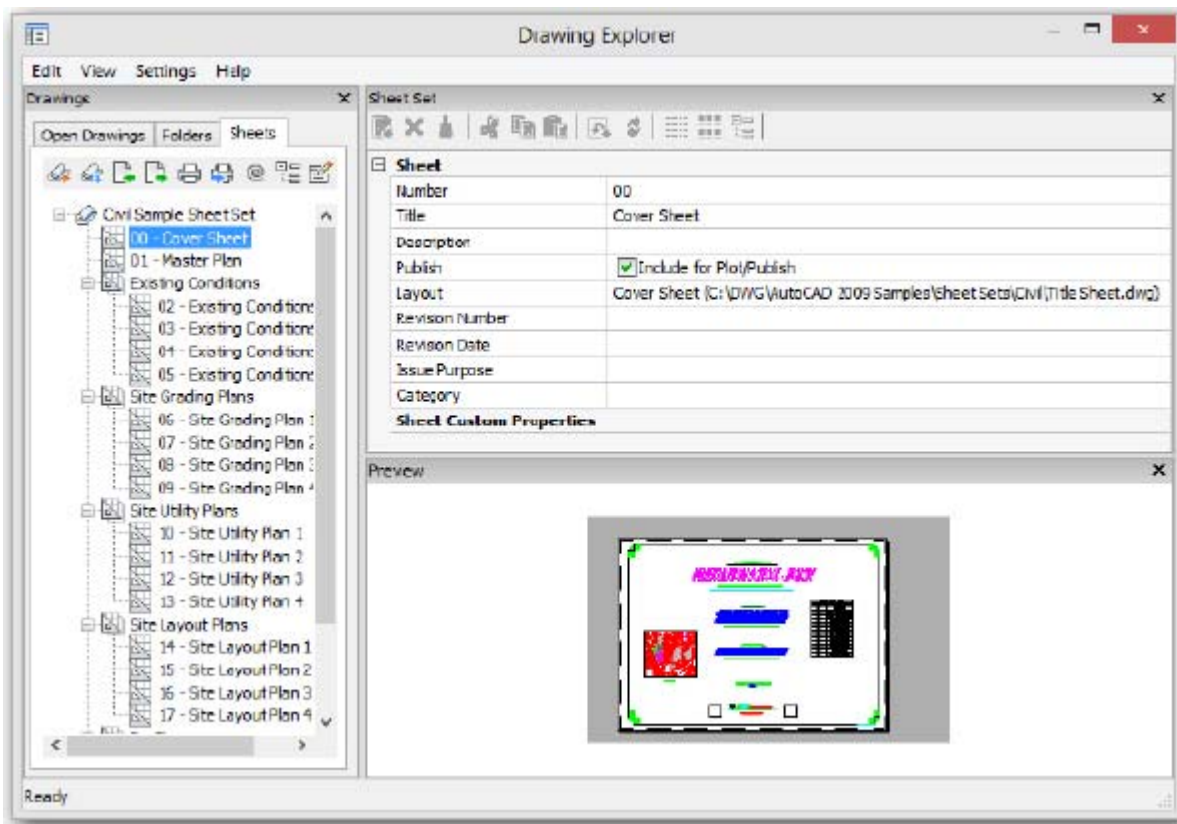 Drawing Explorer
Edit View Settings Help
Drawings
Open Drawings Folders Sheets
Civil Sample Sheet Set
00 - Cover Sheet
01 - Master Plan
Existing Conditions
02 - Existing Conditions
03 - Existing Conditions
04 - Existing Conditions
05 - Existing Conditions
Site Grading Plans
06 - Site Grading Plan 1
07 - Site Grading Plan 2
08 - Site Grading Plan 3
09 - Site Grading Plan 4
Site Utility Plans
10 - Site Utility Plan 1
11 - Site Utility Plan 2
12 - Site Utility Plan 3
13 - Site Utility Plan 4
Site Layout Plans
14 - Site Layout Plan 1
15 - Site Layout Plan 2
16 - Site Layout Plan 3
17 - Site Layout Plan 4
Sheet Set
Sheet
Number 00
Title Cover Sheet
Description
Publish Include for Plot/Publish
Layout Cover Sheet (C:\DWG\AutoCAD 2009 Samples\Sheet Sets\Civil\Title Sheet.dwg)
Revison Number
Revison Date
Issue Purpose
Category
Sheet Custom Properties
Preview
Ready